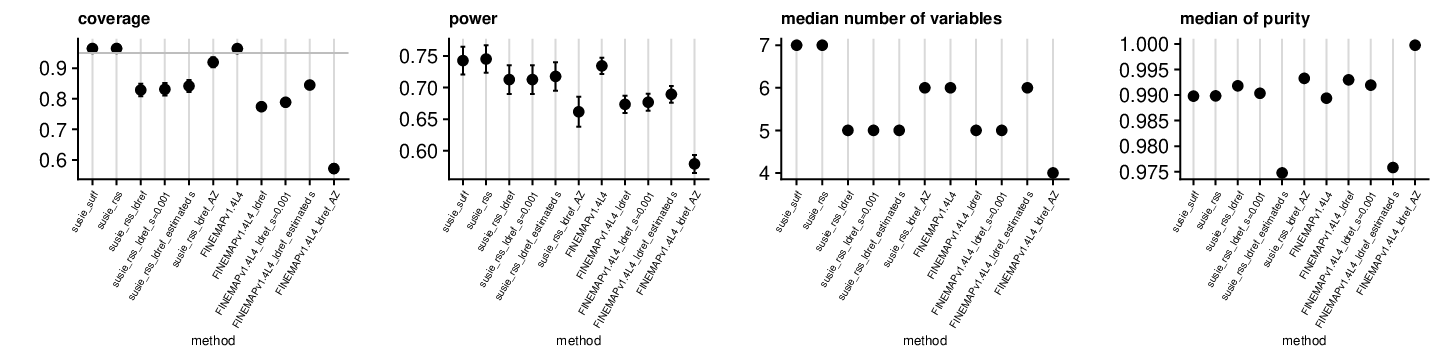 coverage
0.9
0.8
0.7
0.6
susie_suff
susie_rss
susie_rss_ldref
susie_rss_ldref_s=0.001
susie_rss_ldref_estimated.s
susie_rss_ldref_AZ
FINEMAPv1.4L4
FINEMAPv1.4L4_ldref
FINEMAPv1.4L4_ldref_s=0.001
FINEMAPv1.4L4_ldref_estimated.s
FINEMAPv1.4L4_ldref_AZ
method
power
0.75
0.70
0.65
0.60
susie_suff
susie_rss
susie_rss_ldref
susie_rss_ldref_s=0.001
susie_rss_ldref_estimated.s
susie_rss_ldref_AZ
FINEMAPv1.4L4
FINEMAPv1.4L4_ldref
FINEMAPv1.4L4_ldref_s=0.001
FINEMAPv1.4L4_ldref_estimated.s
FINEMAPv1.4L4_ldref_AZ
method
median number of variables
7
6
5
4
susie_suff
susie_rss
susie_rss_ldref
susie_rss_ldref_s=0.001
susie_rss_ldref_estimated.s
susie_rss_ldref_AZ
FINEMAPv1.4L4
FINEMAPv1.4L4_ldref
FINEMAPv1.4L4_ldref_s=0.001
FINEMAPv1.4L4_ldref_estimated.s
FINEMAPv1.4L4_ldref_AZ
method
median of purity
1.000
0.995
0.990
0.985
0.980
0.975
susie_suff
susie_rss
susie_rss_ldref
susie_rss_ldref_s=0.001
susie_rss_ldref_estimated.s
susie_rss_ldref_AZ
FINEMAPv1.4L4
FINEMAPv1.4L4_ldref
FINEMAPv1.4L4_ldref_s=0.001
FINEMAPv1.4L4_ldref_estimated.s
FINEMAPv1.4L4_ldref_AZ
method